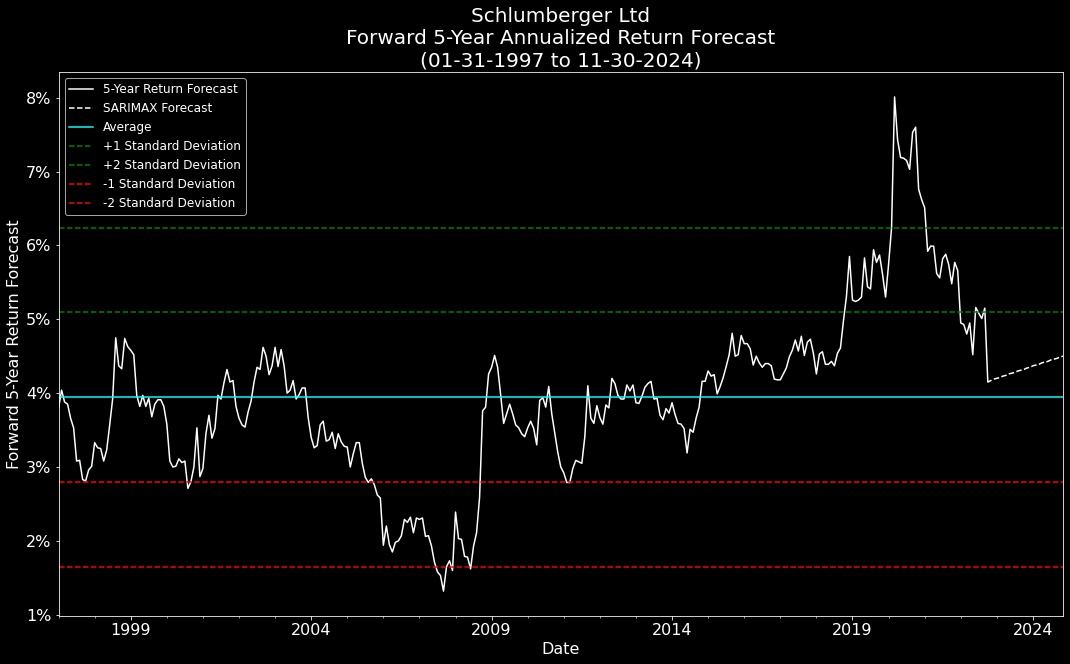 Schlumberger Ltd
Forward 5-Year Annualized Return Forecast
(01-31-1997 to 11-30-2024)
5-Year Return Forecast
SARIMAX Forecast
Average
+1 Standard Deviation
+2 Standard Deviation
-1 Standard Deviation
-2 Standard Deviation
Forward 5-Year Return Forecast
8%
7%
6%
5%
4%
3%
2%
1%
1999 2004 2009 2014 2019 2024
Date